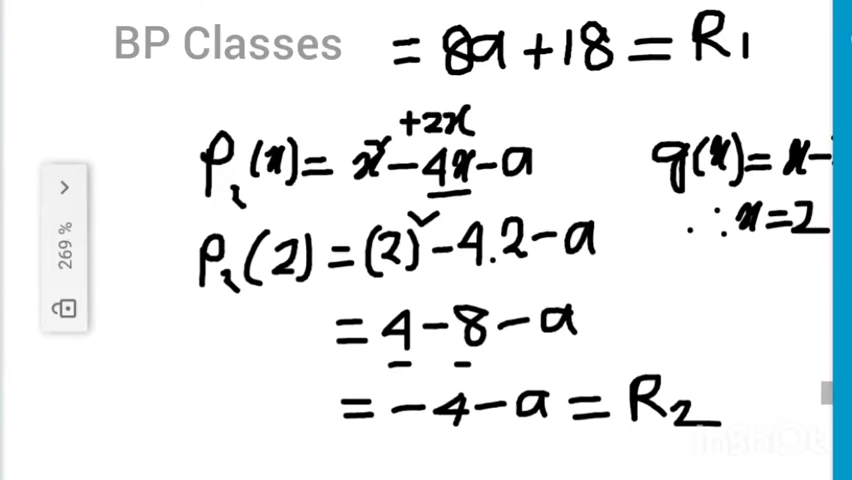 BP Classes = 8a + 18 = R1
+2x
P₂(x) = x² - 4x - a g(x) = x -
P₂(2) = (2)² - 4.2 - a ∴ x = 2
= 4 - 8 - a
= -4 - a = R2
269 %
InShot